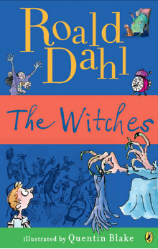 Roald
Dahl
The Witches
illustrated by Quentin Blake